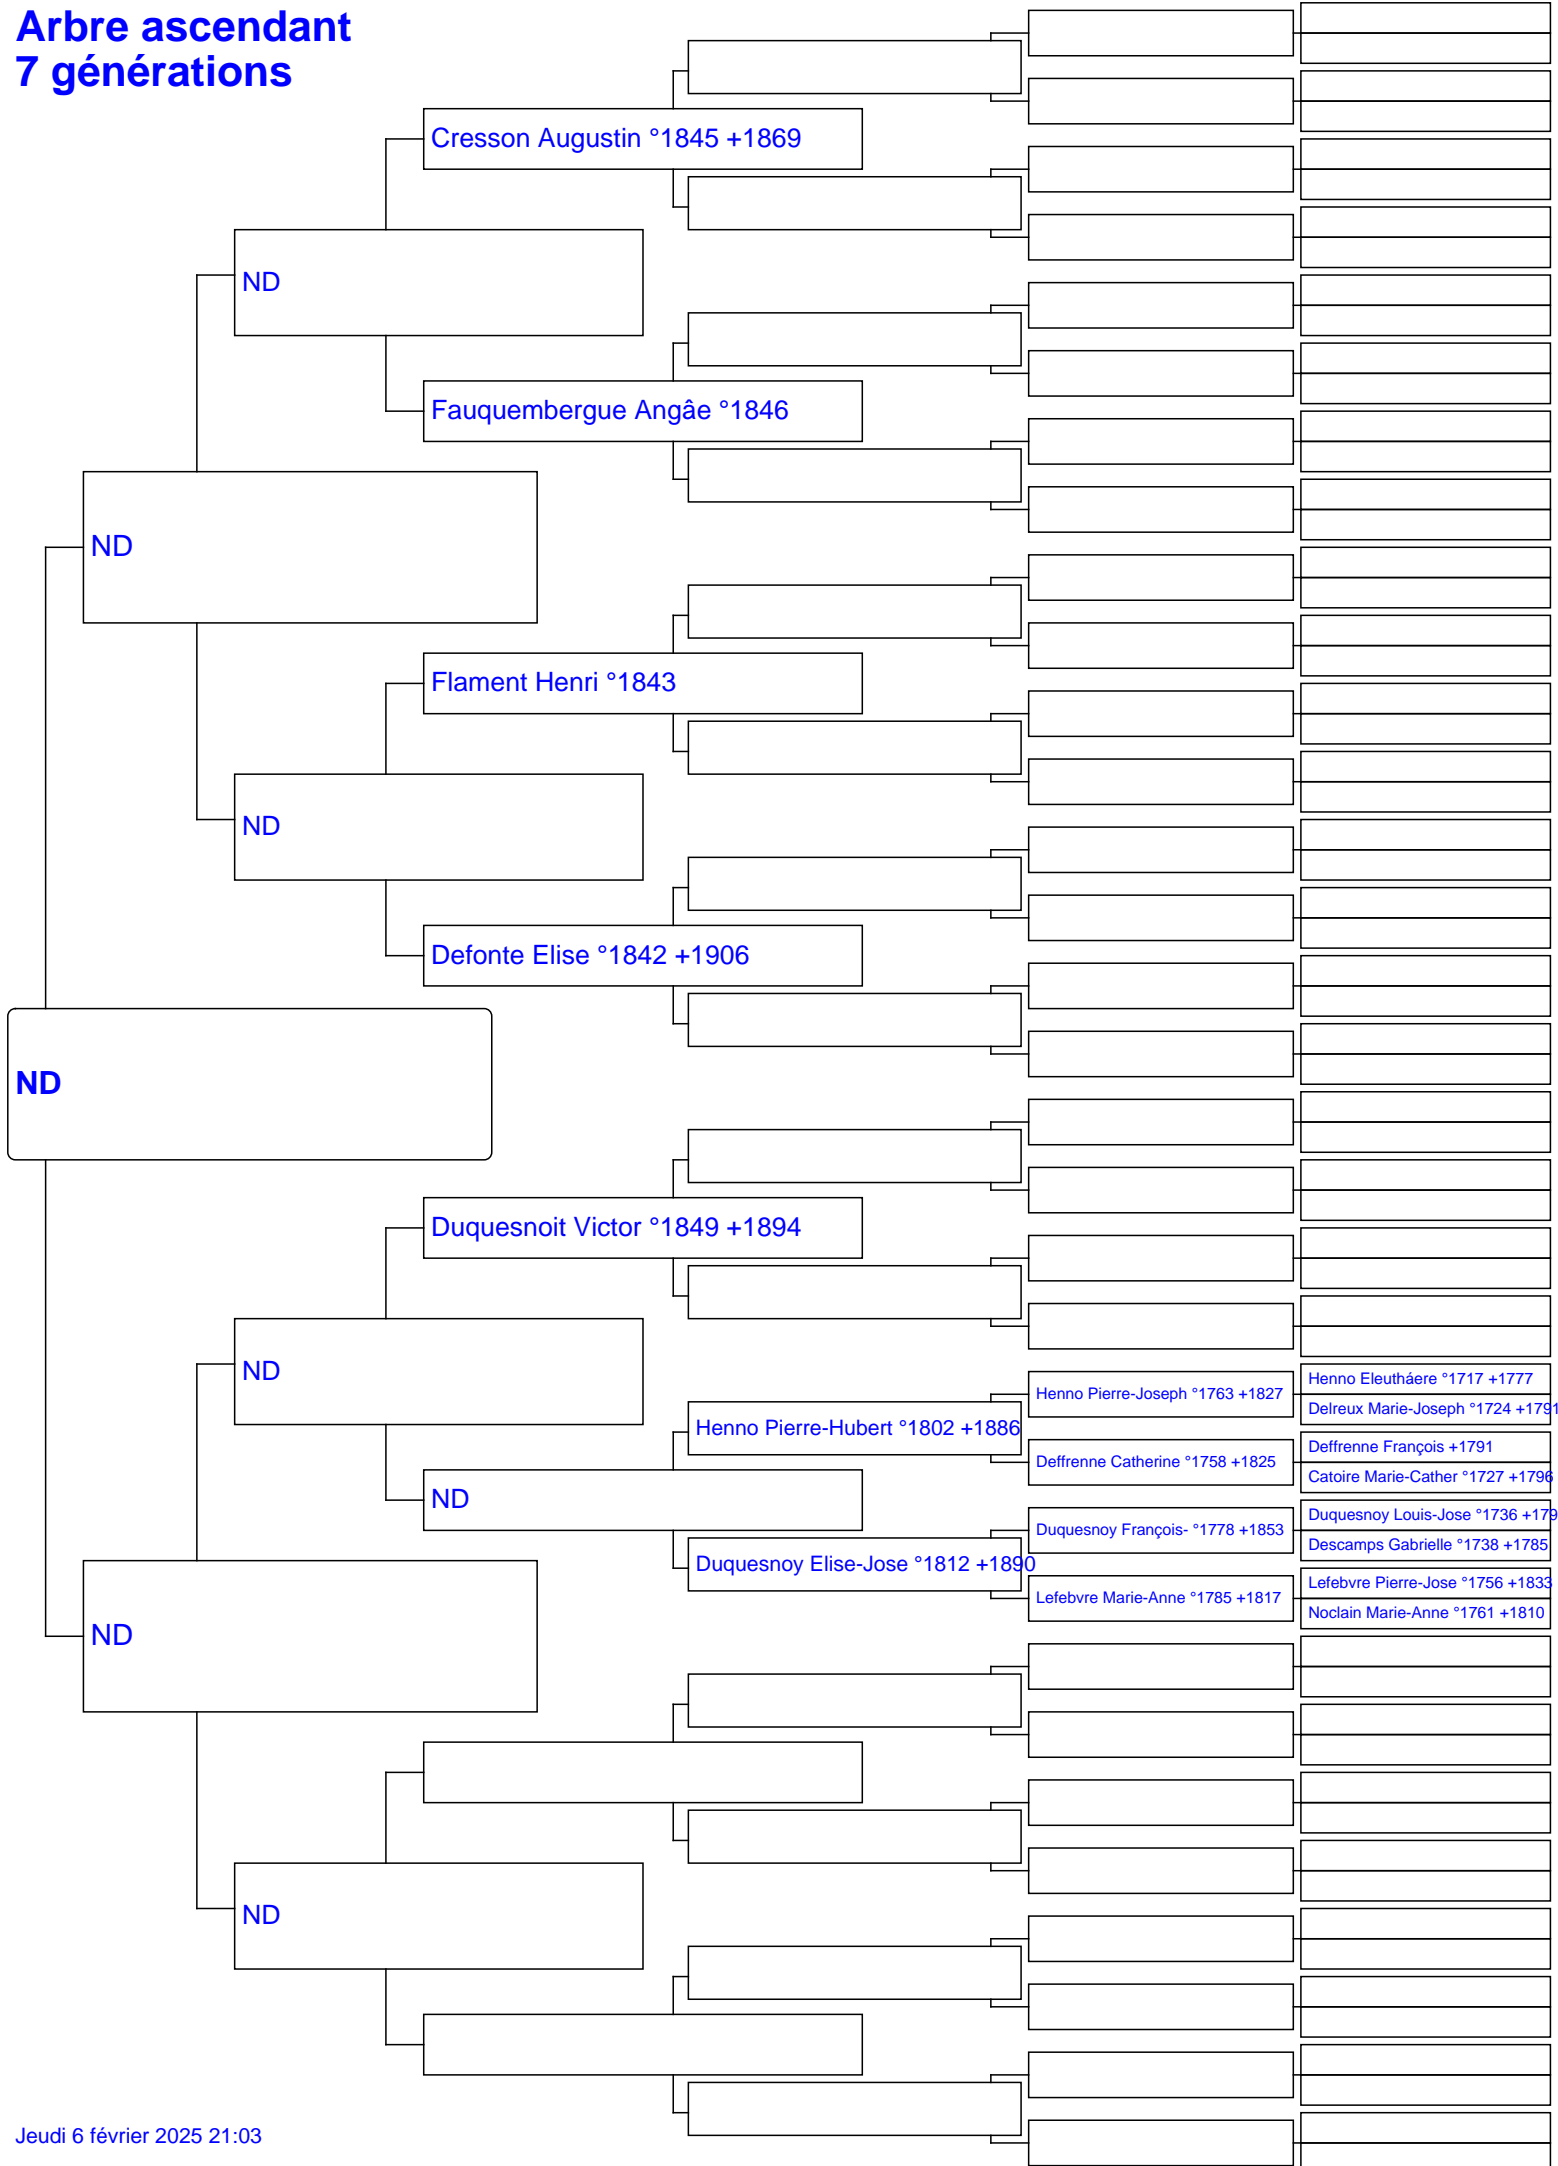 Arbre ascendant
7 générations
Cresson Augustin °1845 +1869
ND
Fauquembergue Angâe °1846
ND
Flament Henri °1843
ND
Defonte Elise °1842 +1906
ND
Duquesnoit Victor °1849 +1894
ND
Henno Pierre-Joseph °1763 +1827
Henno Eleutháere °1717 +1777
Delreux Marie-Joseph °1724 +1791
Henno Pierre-Hubert °1802 +1886
Deffrenne Catherine °1758 +1825
Deffrenne François +1791
Catoire Marie-Cather °1727 +1796
ND
Duquesnoy François- °1778 +1853
Duquesnoy Louis-Jose °1736 +179
Descamps Gabrielle °1738 +1785
Duquesnoy Elise-Jose °1812 +1890
Lefebvre Marie-Anne °1785 +1817
Lefebvre Pierre-Jose °1756 +1833
Noclain Marie-Anne °1761 +1810
ND
ND
Jeudi 6 février 2025 21:03